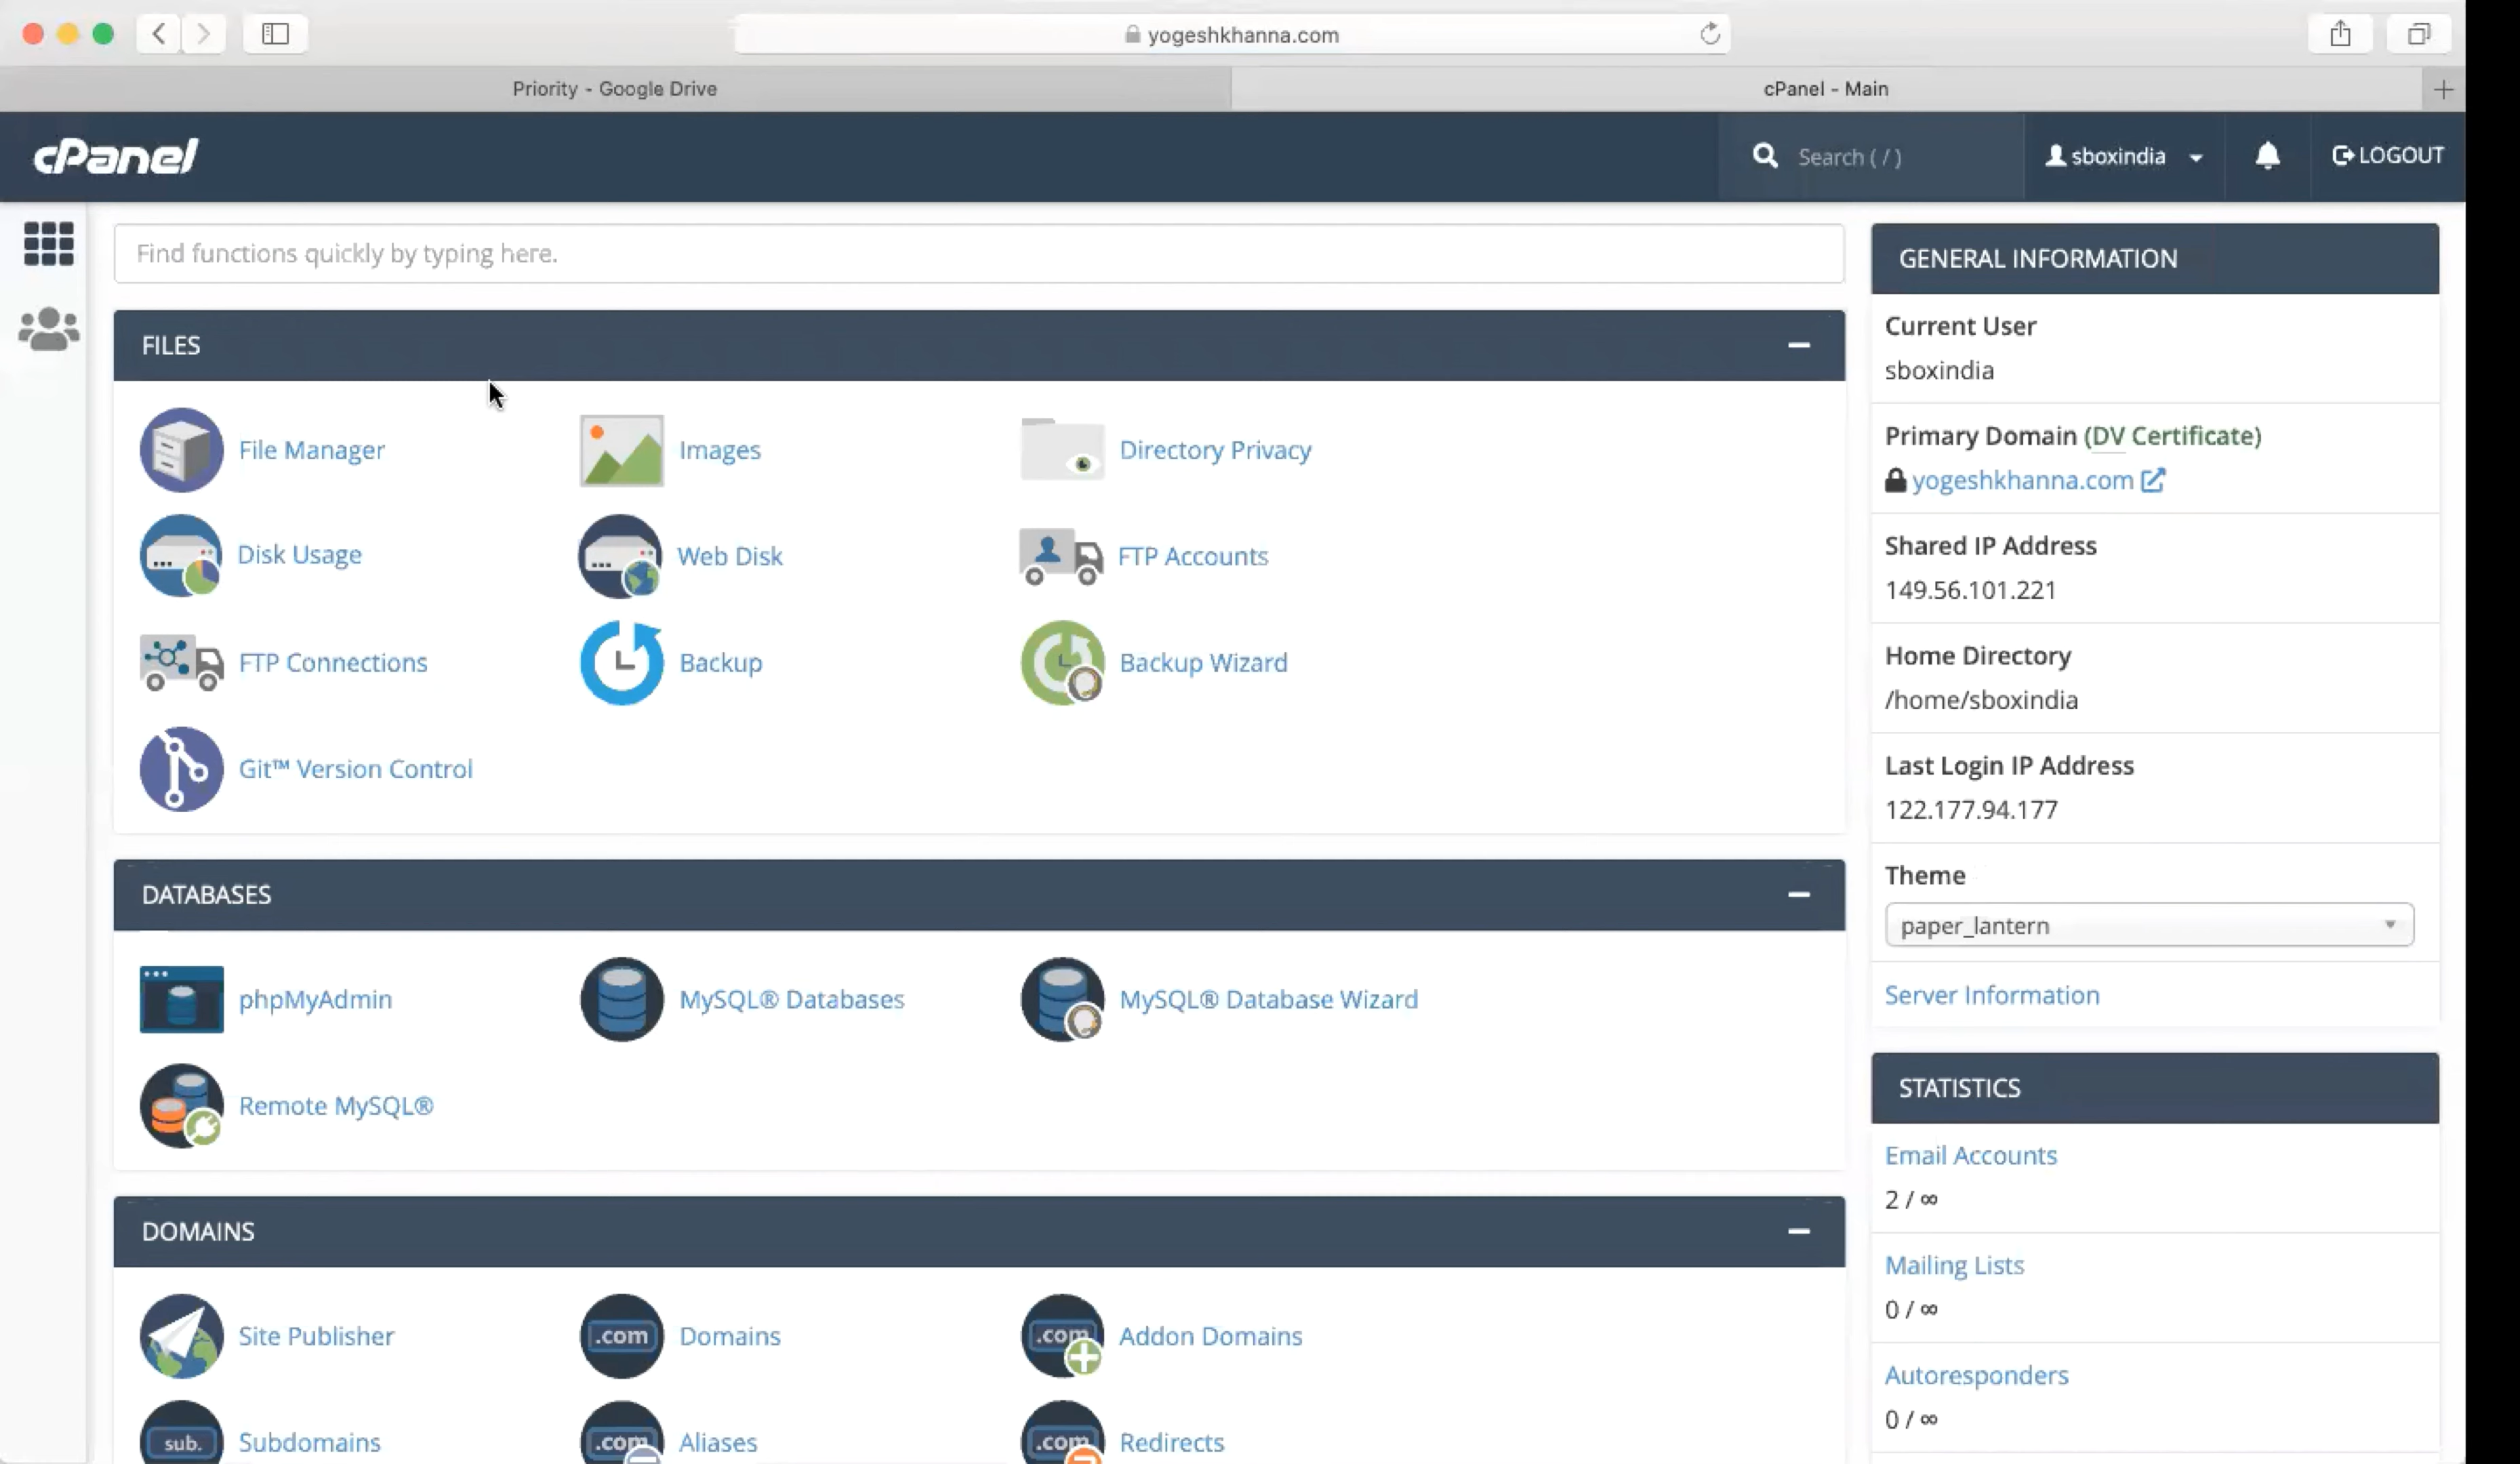 yogeshkhanna.com
Priority - Google Drive
cPanel - Main
cPanel
Search ( / )
sboxindia
LOGOUT
Find functions quickly by typing here.
FILES
File Manager
Images
Directory Privacy
Disk Usage
Web Disk
FTP Accounts
FTP Connections
Backup
Backup Wizard
Git™ Version Control
DATABASES
phpMyAdmin
MySQL® Databases
MySQL® Database Wizard
Remote MySQL®
DOMAINS
Site Publisher
.com
Domains
.com
Addon Domains
sub.
Subdomains
.com
Aliases
.com
Redirects
GENERAL INFORMATION
Current User
sboxindia
Primary Domain (DV Certificate)
yogeshkhanna.com
Shared IP Address
149.56.101.221
Home Directory
/home/sboxindia
Last Login IP Address
122.177.94.177
Theme
paper_lantern
Server Information
STATISTICS
Email Accounts
2 / ∞
Mailing Lists
0 / ∞
Autoresponders
0 / ∞